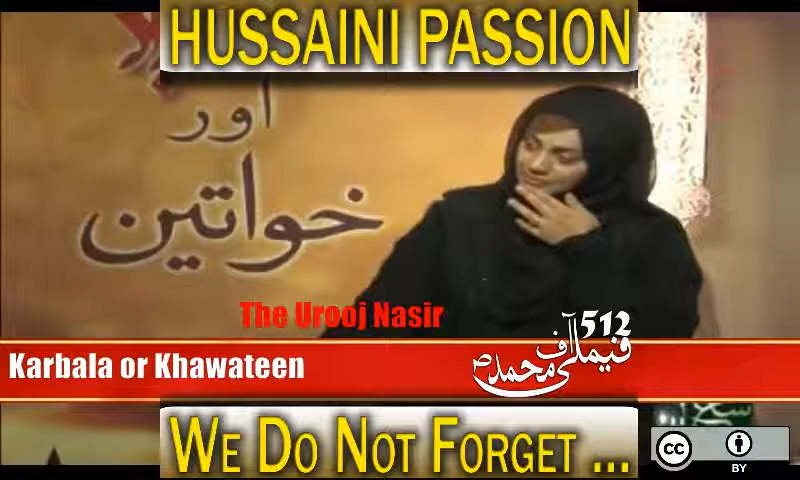 HUSSAINI PASSION
اور
خواتین
The Urooj Nasir
Karbala or Khawateen
512
فیملی آف محمدؐ
WE DO NOT FORGET ...
cc
BY